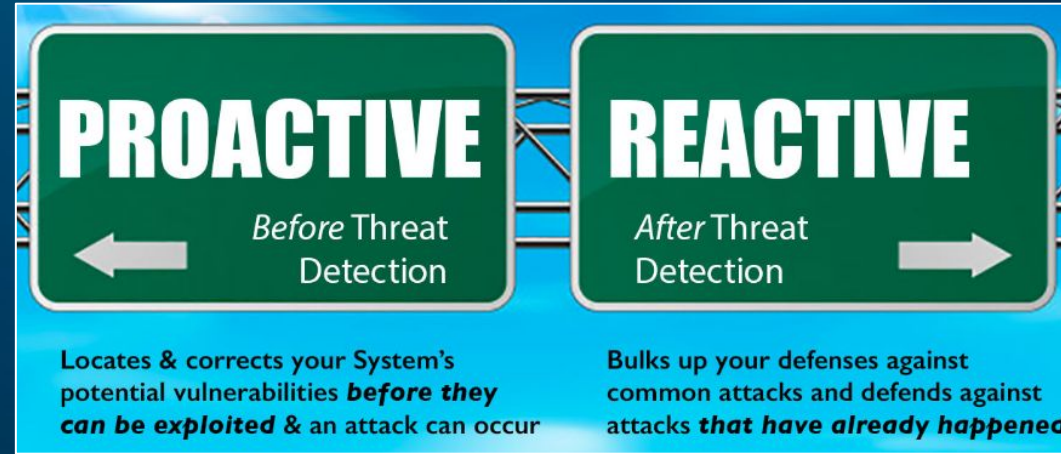 PROACTIVE
Before Threat
Detection
Locates & corrects your System's
potential vulnerabilities before they
can be exploited & an attack can occur
REACTIVE
After Threat
Detection
Bulks up your defenses against
common attacks and defends against
attacks that have already happened